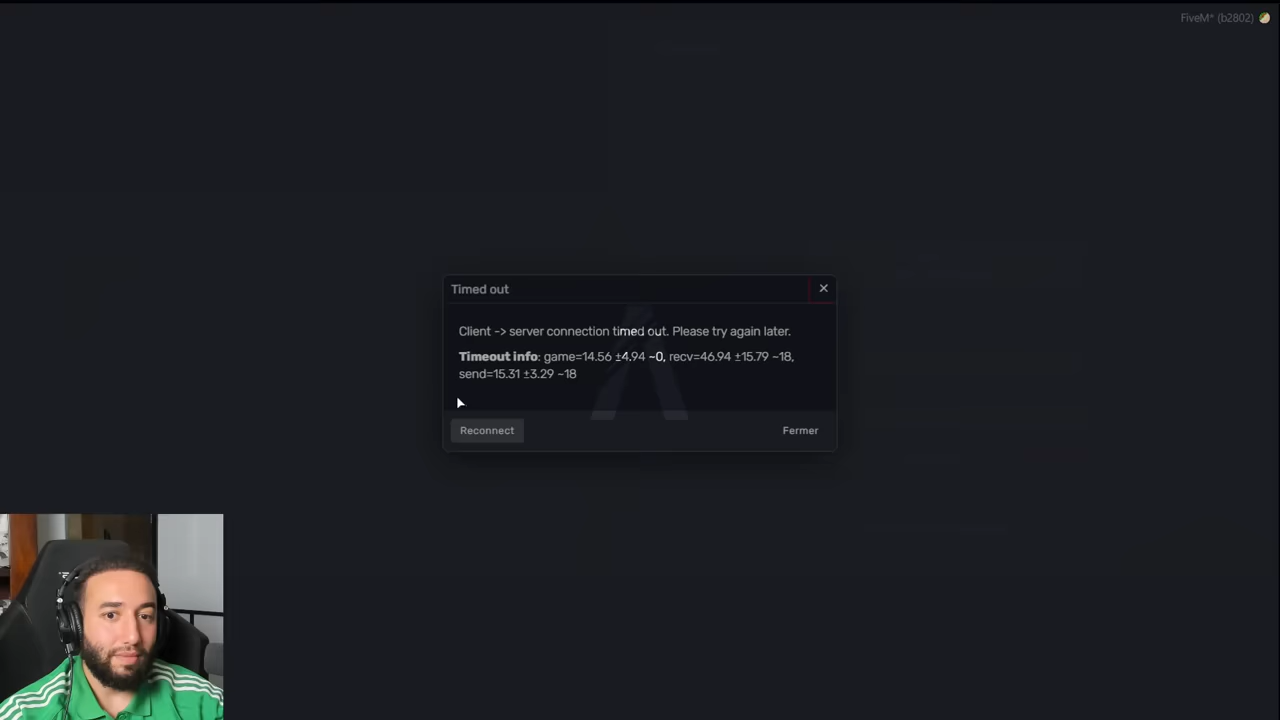 FiveM* (b2802)
Timed out
Client -> server connection timed out. Please try again later.
Timeout info: game=14.56 ±4.94 ~0, recv=46.94 ±15.79 ~18,
send=15.31 ±3.29 ~18
Reconnect
Fermer